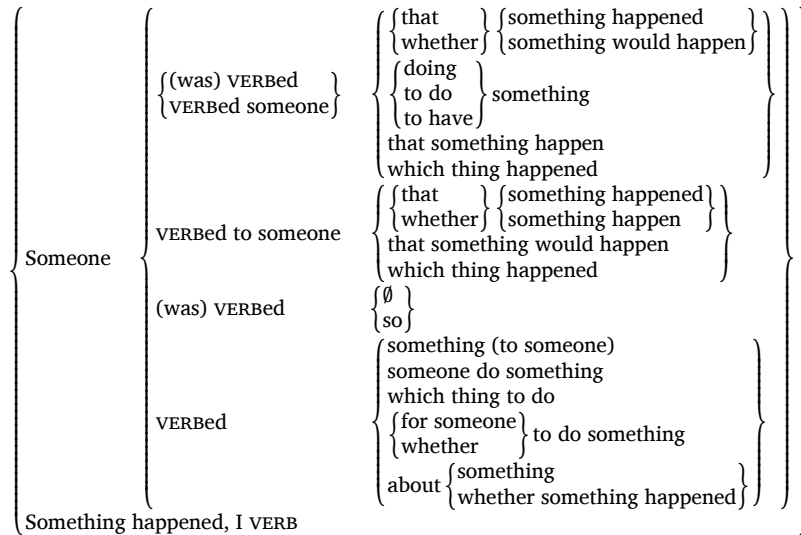 that something happened
whether something would happen
(was) VERBed doing
VERBed someone to do something
to have
that something happen
which thing happened
that something happened
whether something happen
VERBed to someone that something would happen
which thing happened
Someone
(was) VERBed ∅
so
something (to someone)
someone do something
which thing to do
VERBed for someone to do something
whether
about something
whether something happened
Something happened, I VERB